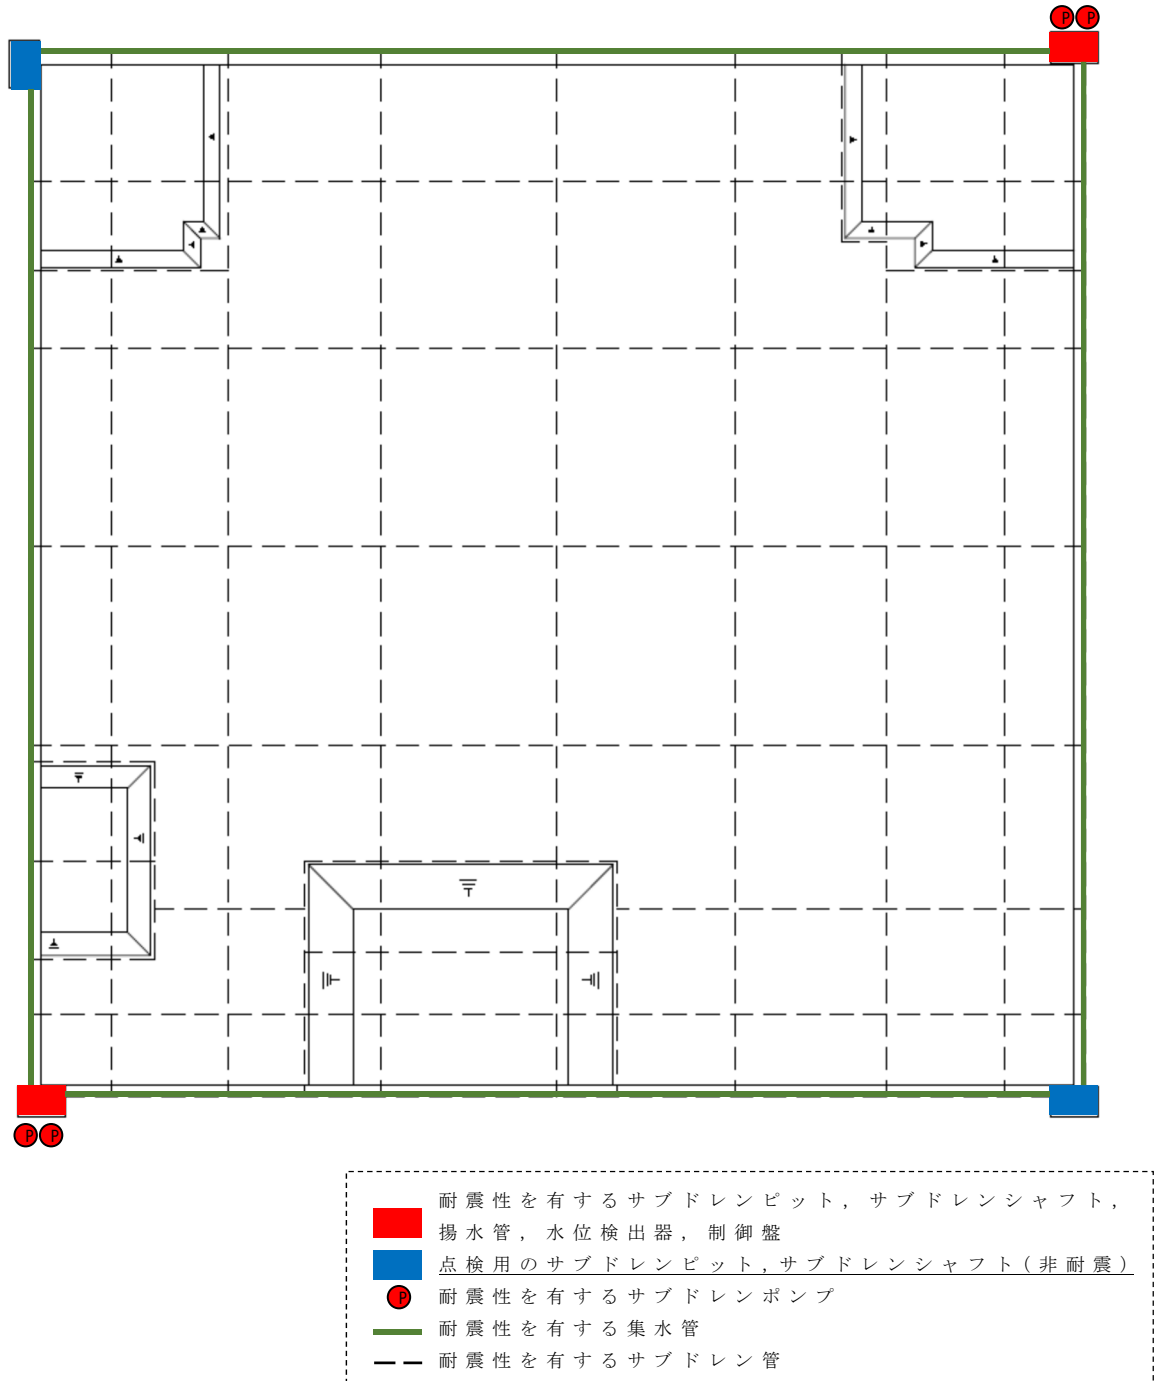 P P
P P
耐震性を有するサブドレンピット, サブドレンシャフト,
揚水管, 水位検出器, 制御盤
点検用のサブドレンピット,サブドレンシャフト(非耐震)
P 耐震性を有するサブドレンポンプ
耐震性を有する集水管
耐震性を有するサブドレン管